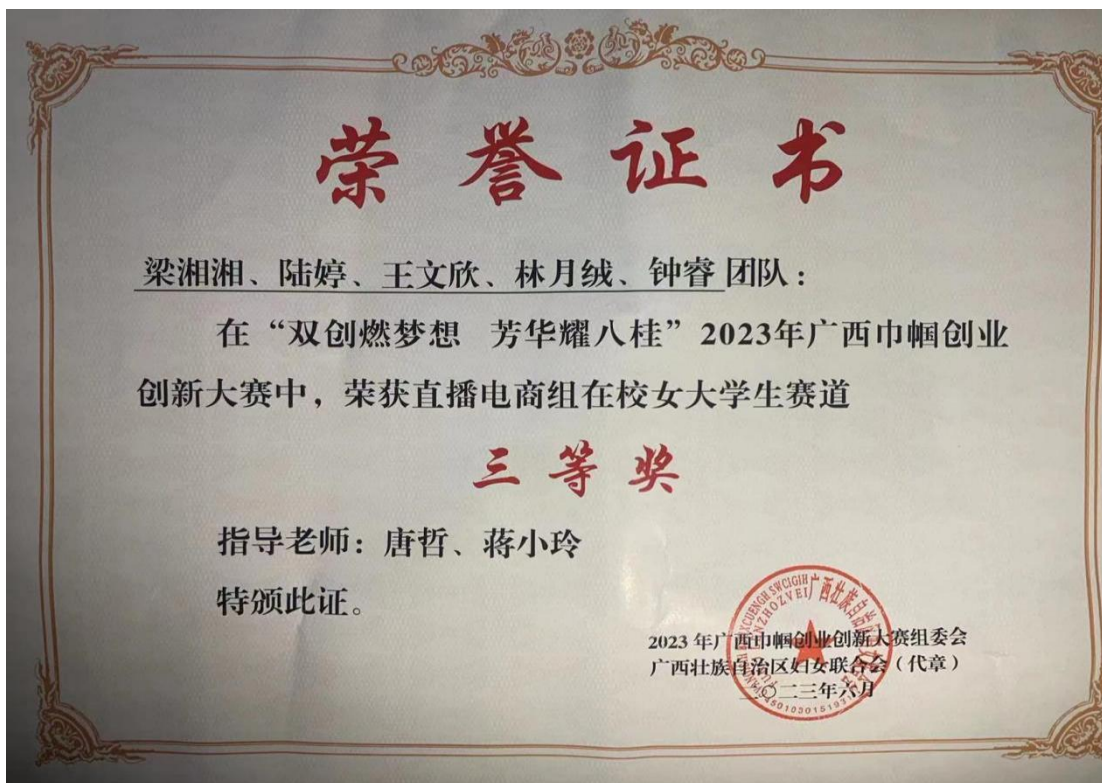 荣誉证书
梁湘湘、陆婷、王文欣、林月绒、钟睿团队：
在“双创燃梦想 芳华耀八桂”2023年广西巾帼创业
创新大赛中，荣获直播电商组在校女大学生赛道
三等奖
指导老师：唐哲、蒋小玲
特颁此证。
2023年广西巾帼创业创新大赛组委会
广西壮族自治区妇女联合会（代章）
二〇二三年六月